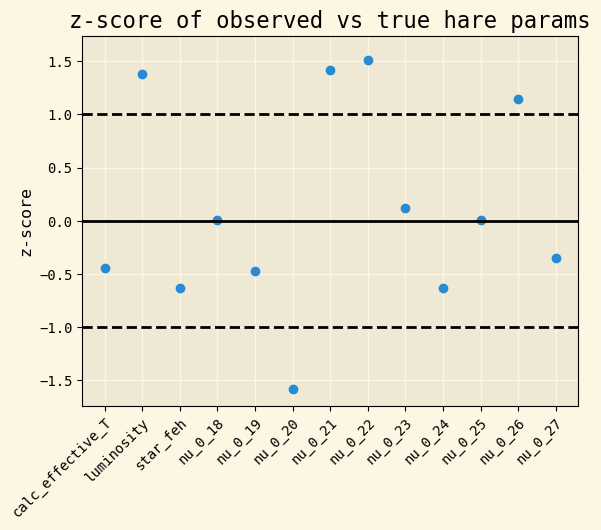 z-score of observed vs true hare params
z-score
1.5
1.0
0.5
0.0
−0.5
−1.0
−1.5
calc_effective_T
luminosity
star_feh
nu_0_18
nu_0_19
nu_0_20
nu_0_21
nu_0_22
nu_0_23
nu_0_24
nu_0_25
nu_0_26
nu_0_27